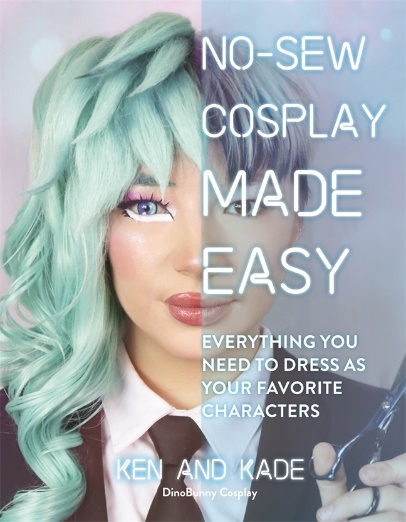 NO-SEW
COSPLAY
MADE
EASY
EVERYTHING YOU
NEED TO DRESS AS
YOUR FAVORITE
CHARACTERS
KEN AND KADE
DinoBunny Cosplay